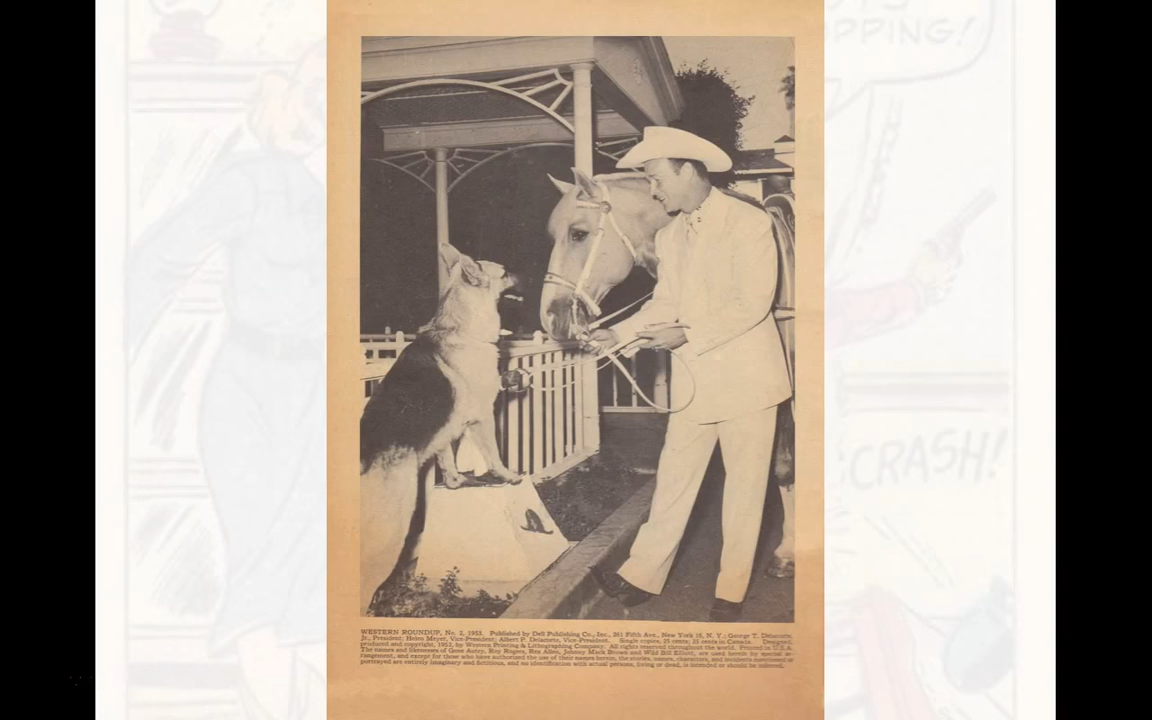 OPPING!
CRASH!
WESTERN ROUNDUP, No. 2, 1953. Published by Dell Publishing Co., Inc., 261 Fifth Ave., New York 16, N. Y.; George T. Delacorte,
Jr., President; Helen Meyer, Vice-President; Albert P. Delacorte, Vice-President. Single copies, 25 cents; 35 cents in Canada. Designed,
produced and copyright, 1953, by Western Printing & Lithographing Company. All rights reserved throughout the world. Printed in U.S.A.
The names and likenesses of Gene Autry, Roy Rogers, Rex Allen, Johnny Mack Brown and Wild Bill Elliott are used herein by special ar-
rangement, and except for those who have authorized the use of their names herein, the stories, names, characters, and incidents mentioned or
portrayed are entirely imaginary and fictitious, and no identification with actual persons, living or dead, is intended or should be inferred.